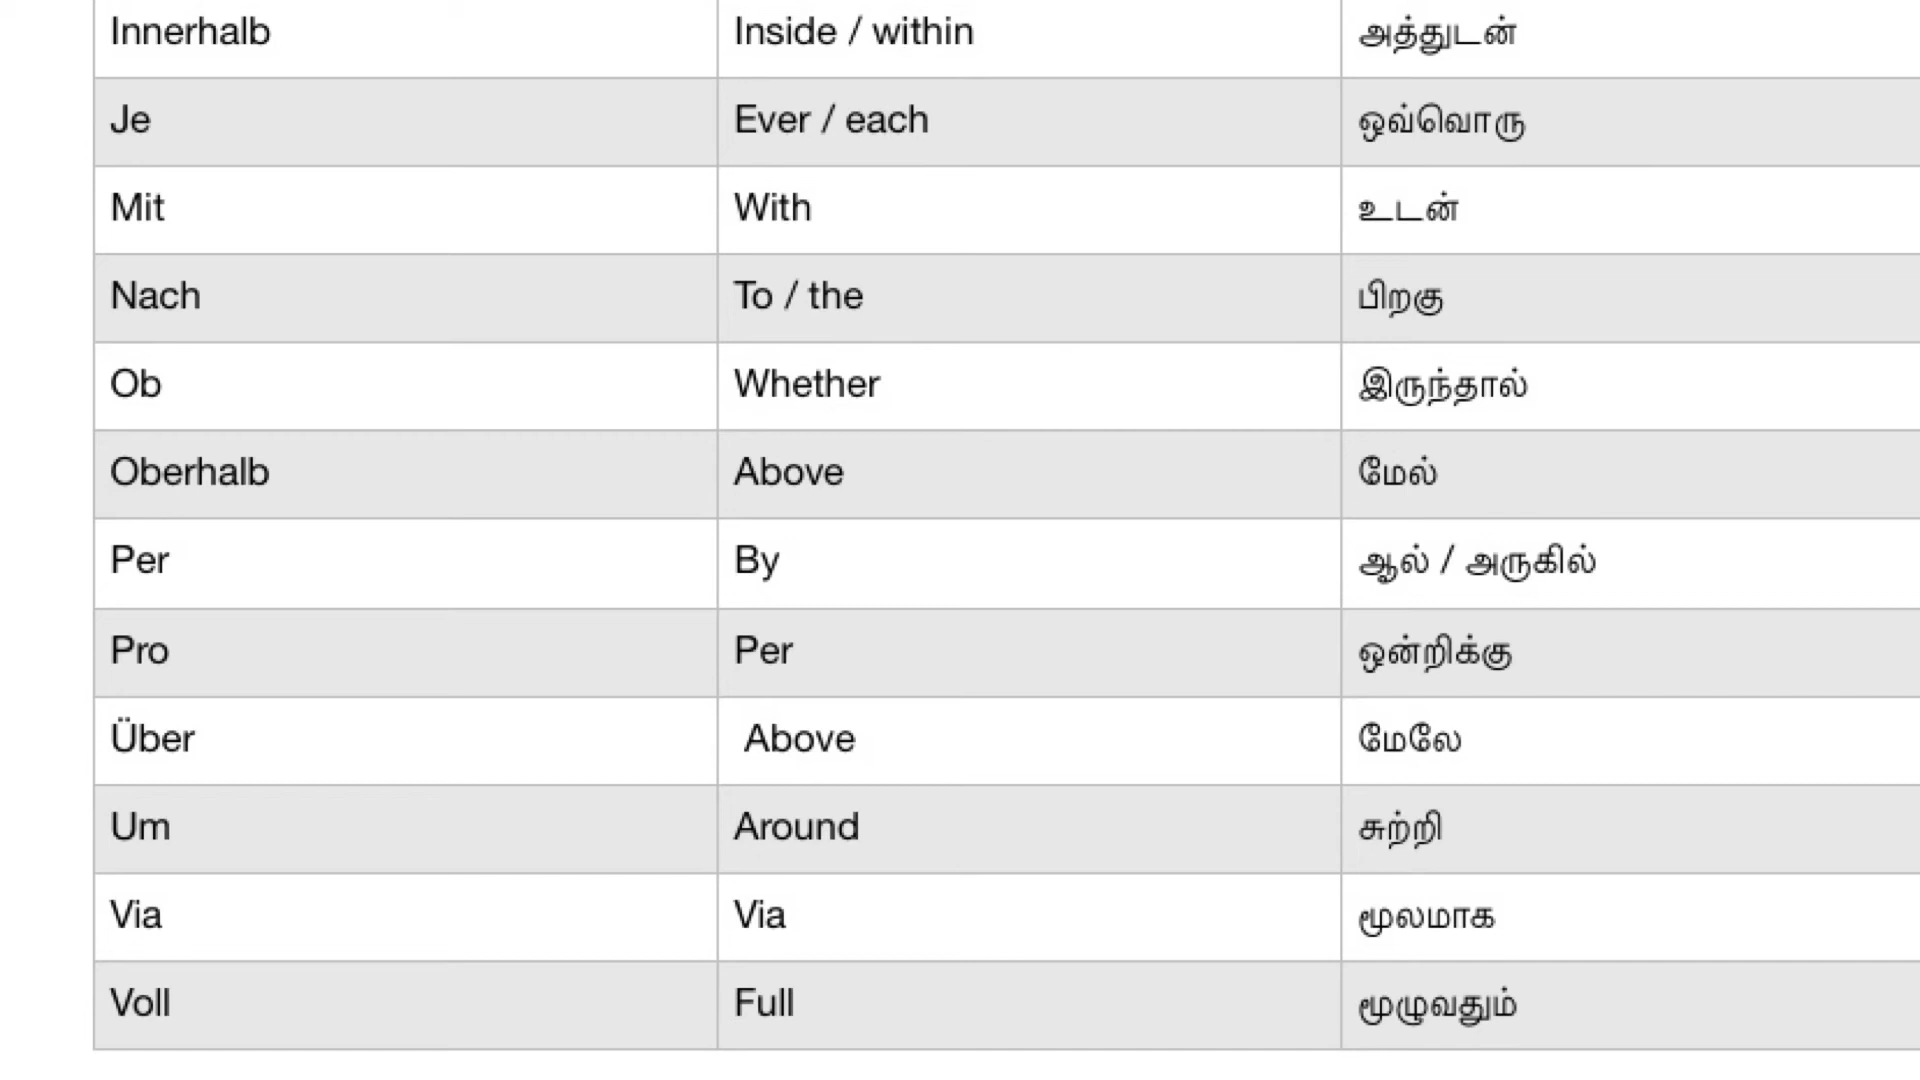 Innerhalb Inside / within அத்துடன்
Je Ever / each ஒவ்வொரு
Mit With உடன்
Nach To / the பிறகு
Ob Whether இருந்தால்
Oberhalb Above மேல்
Per By ஆல் / அருகில்
Pro Per ஒன்றிக்கு
Über Above மேலே
Um Around சுற்றி
Via Via மூலமாக
Voll Full மூழுவதும்